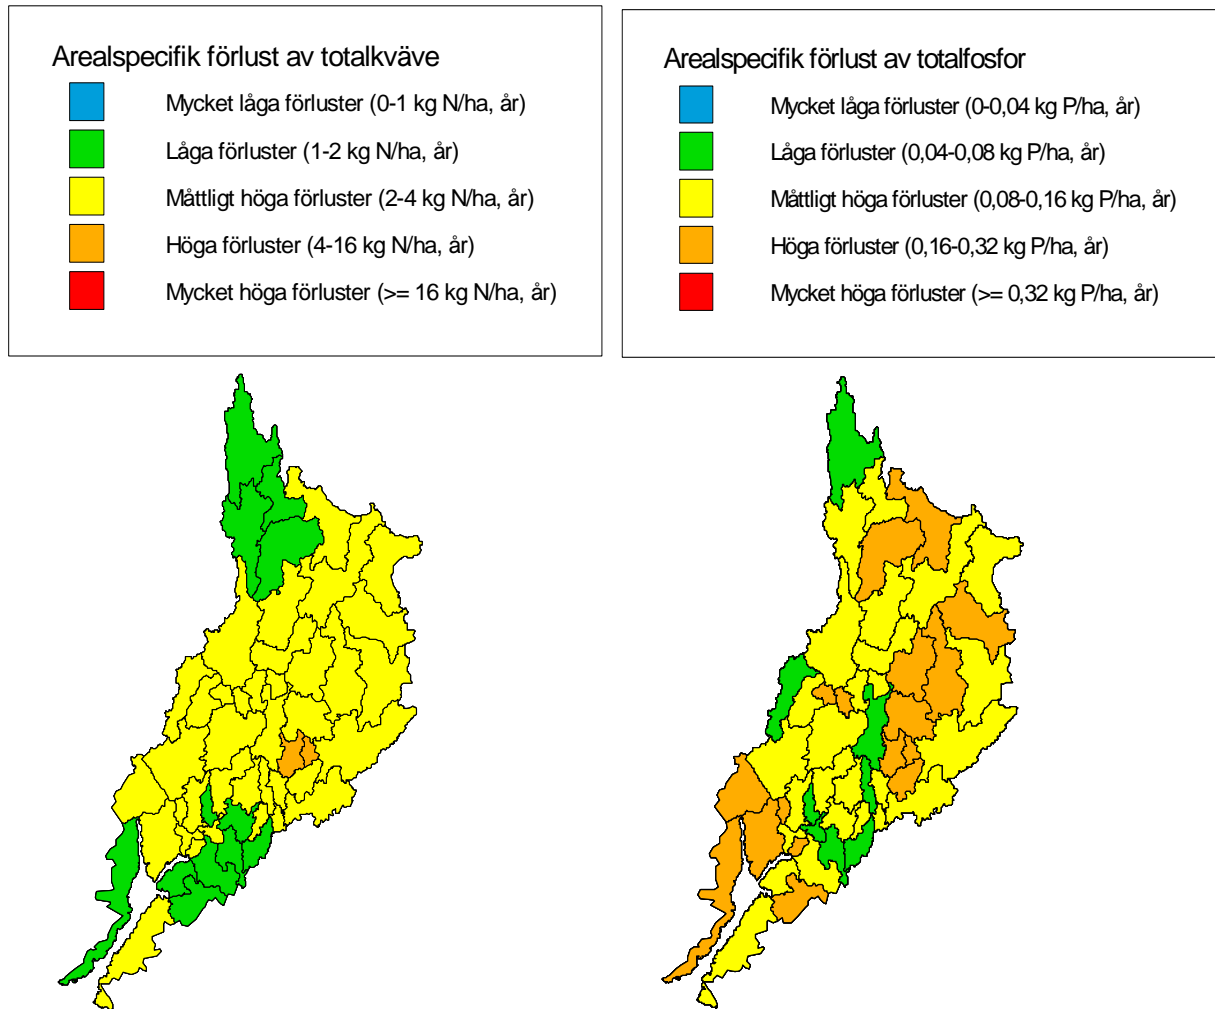 Arealspecifik förlust av totalkväve
Mycket låga förluster (0-1 kg N/ha, år)
Låga förluster (1-2 kg N/ha, år)
Måttligt höga förluster (2-4 kg N/ha, år)
Höga förluster (4-16 kg N/ha, år)
Mycket höga förluster (>= 16 kg N/ha, år)
Arealspecifik förlust av totalfosfor
Mycket låga förluster (0-0,04 kg P/ha, år)
Låga förluster (0,04-0,08 kg P/ha, år)
Måttligt höga förluster (0,08-0,16 kg P/ha, år)
Höga förluster (0,16-0,32 kg P/ha, år)
Mycket höga förluster (>= 0,32 kg P/ha, år)